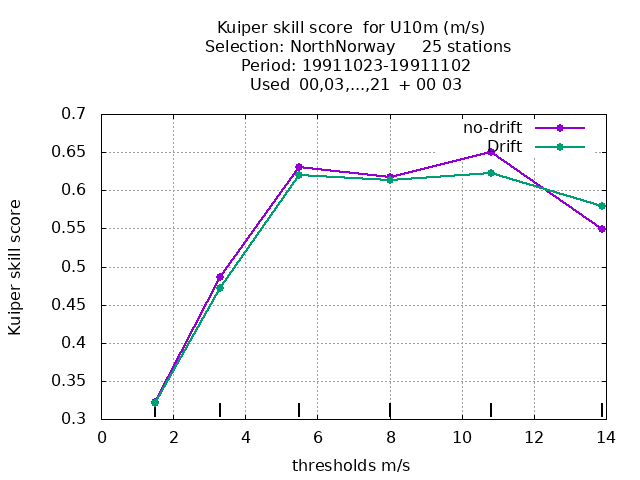 Kuiper skill score  for U10m (m/s)
Selection: NorthNorway     25 stations
Period: 19911023-19911102
Used  00,03,...,21  + 00 03
0.7
0.65
0.6
0.55
0.5
0.45
0.4
0.35
0.3
Kuiper skill score
no-drift
Drift
0 2 4 6 8 10 12 14
thresholds m/s